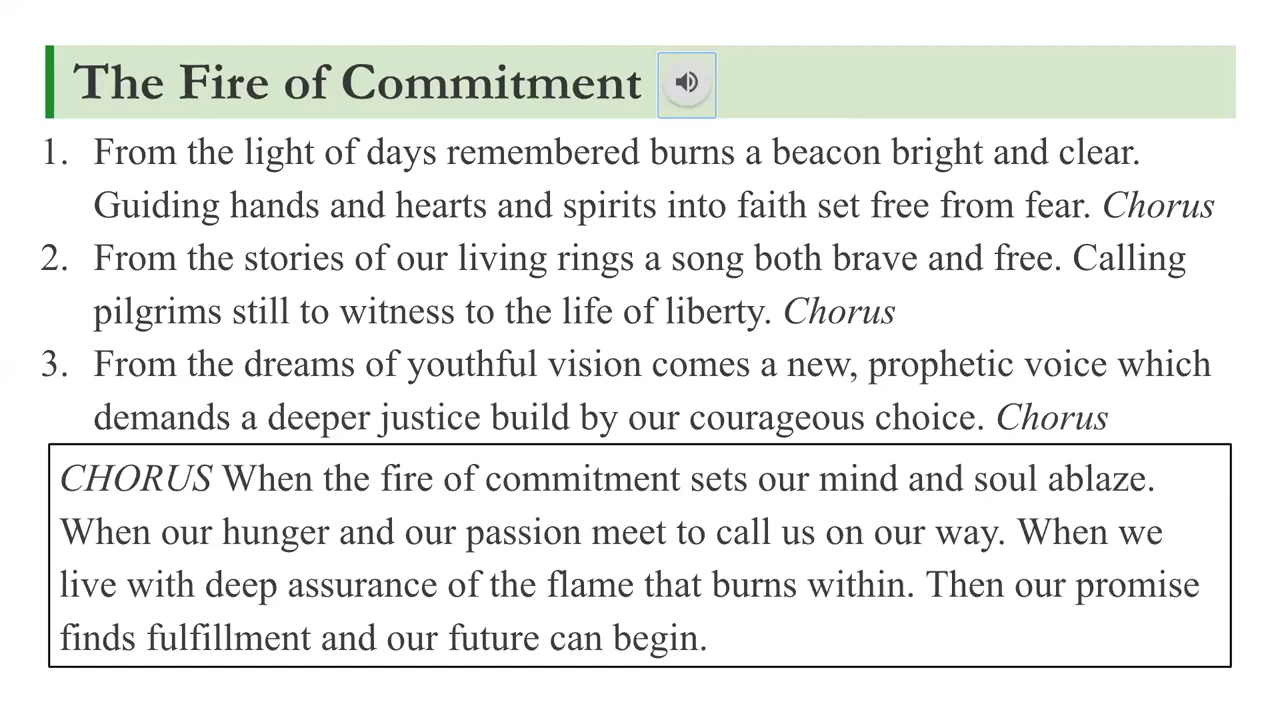 The Fire of Commitment
1. From the light of days remembered burns a beacon bright and clear.
Guiding hands and hearts and spirits into faith set free from fear. Chorus
2. From the stories of our living rings a song both brave and free. Calling
pilgrims still to witness to the life of liberty. Chorus
3. From the dreams of youthful vision comes a new, prophetic voice which
demands a deeper justice build by our courageous choice. Chorus
CHORUS When the fire of commitment sets our mind and soul ablaze.
When our hunger and our passion meet to call us on our way. When we
live with deep assurance of the flame that burns within. Then our promise
finds fulfillment and our future can begin.